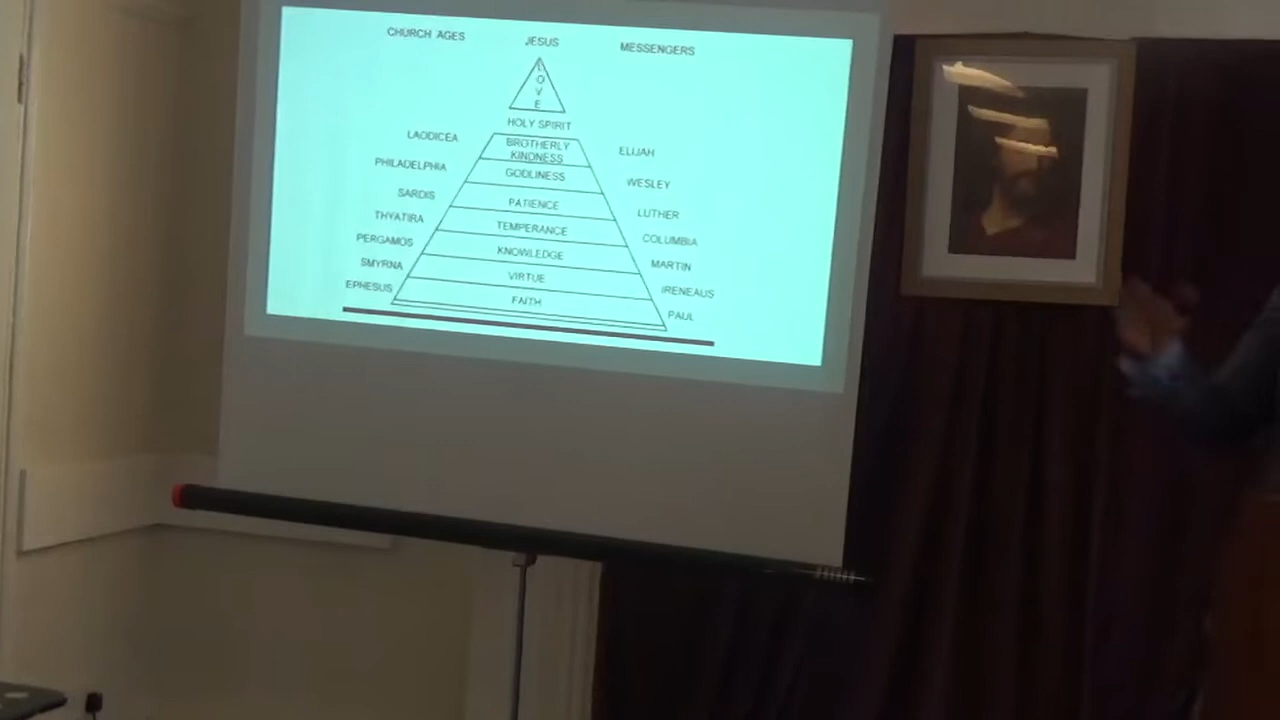 CHURCH AGES JESUS MESSENGERS
L
O
V
E
HOLY SPIRIT
LAODICEA BROTHERLY KINDNESS ELIJAH
PHILADELPHIA GODLINESS WESLEY
SARDIS PATIENCE LUTHER
THYATIRA TEMPERANCE COLUMBIA
PERGAMOS KNOWLEDGE MARTIN
SMYRNA VIRTUE IRENEAUS
EPHESUS FAITH PAUL